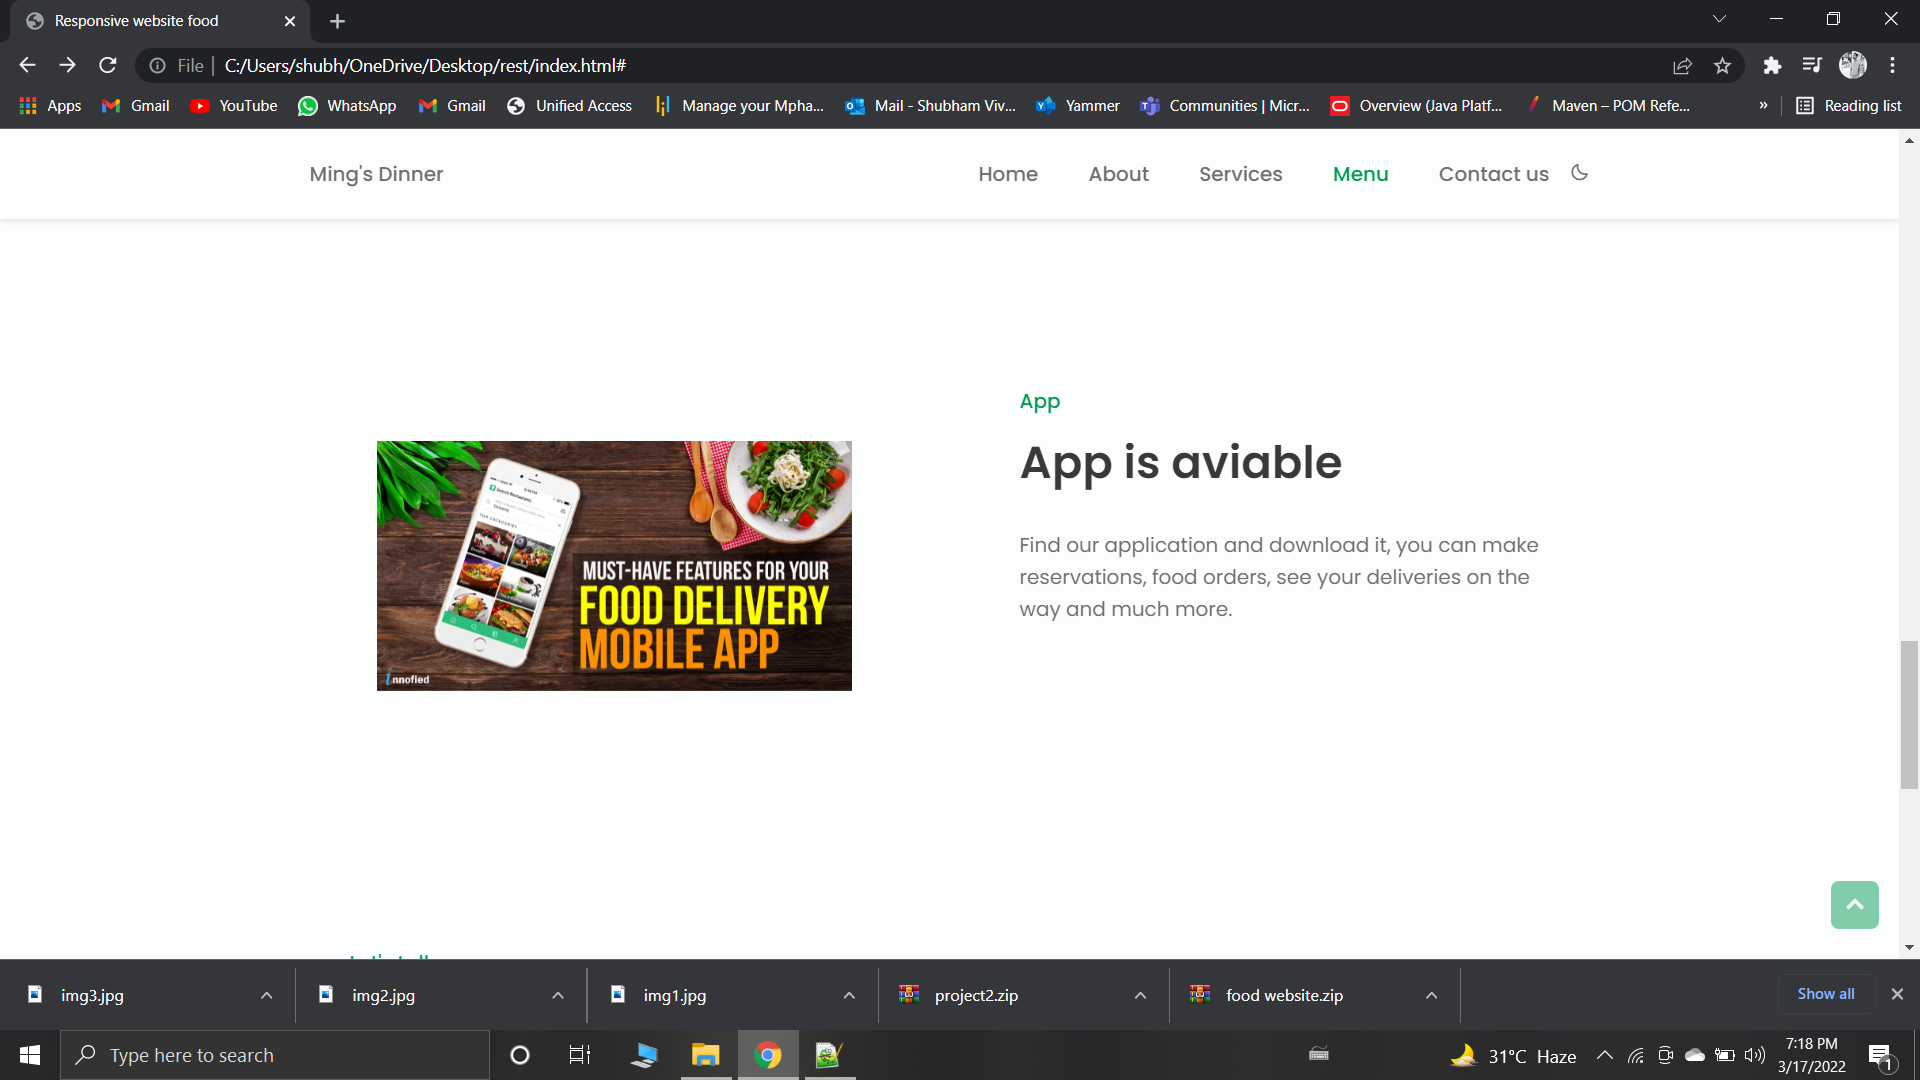 Responsive website food
File
C:/Users/shubh/OneDrive/Desktop/rest/index.html#
Apps
Gmail
YouTube
WhatsApp
Gmail
Unified Access
Manage your Mpha...
Mail - Shubham Viv...
Yammer
Communities | Micr...
Overview (Java Platf...
Maven – POM Refe...
»
Reading list
Ming's Dinner
Home
About
Services
Menu
Contact us
App
App is aviable
Find our application and download it, you can make
reservations, food orders, see your deliveries on the
way and much more.
Search Restaurants
TOP CATEGORIES
MUST-HAVE FEATURES FOR YOUR
FOOD DELIVERY
MOBILE APP
innofied
img3.jpg
img2.jpg
img1.jpg
project2.zip
food website.zip
Show all
Type here to search
31°C Haze
7:18 PM
3/17/2022
1